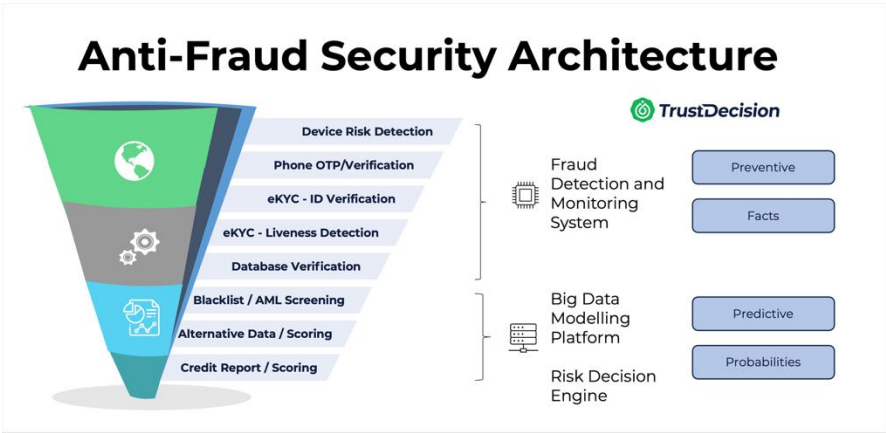 Anti-Fraud Security Architecture
TrustDecision
Device Risk Detection
Phone OTP/Verification
eKYC - ID Verification
eKYC - Liveness Detection
Database Verification
Blacklist / AML Screening
Alternative Data / Scoring
Credit Report / Scoring
Fraud
Detection and
Monitoring
System
Preventive
Facts
Big Data
Modelling
Platform
Risk Decision
Engine
Predictive
Probabilities